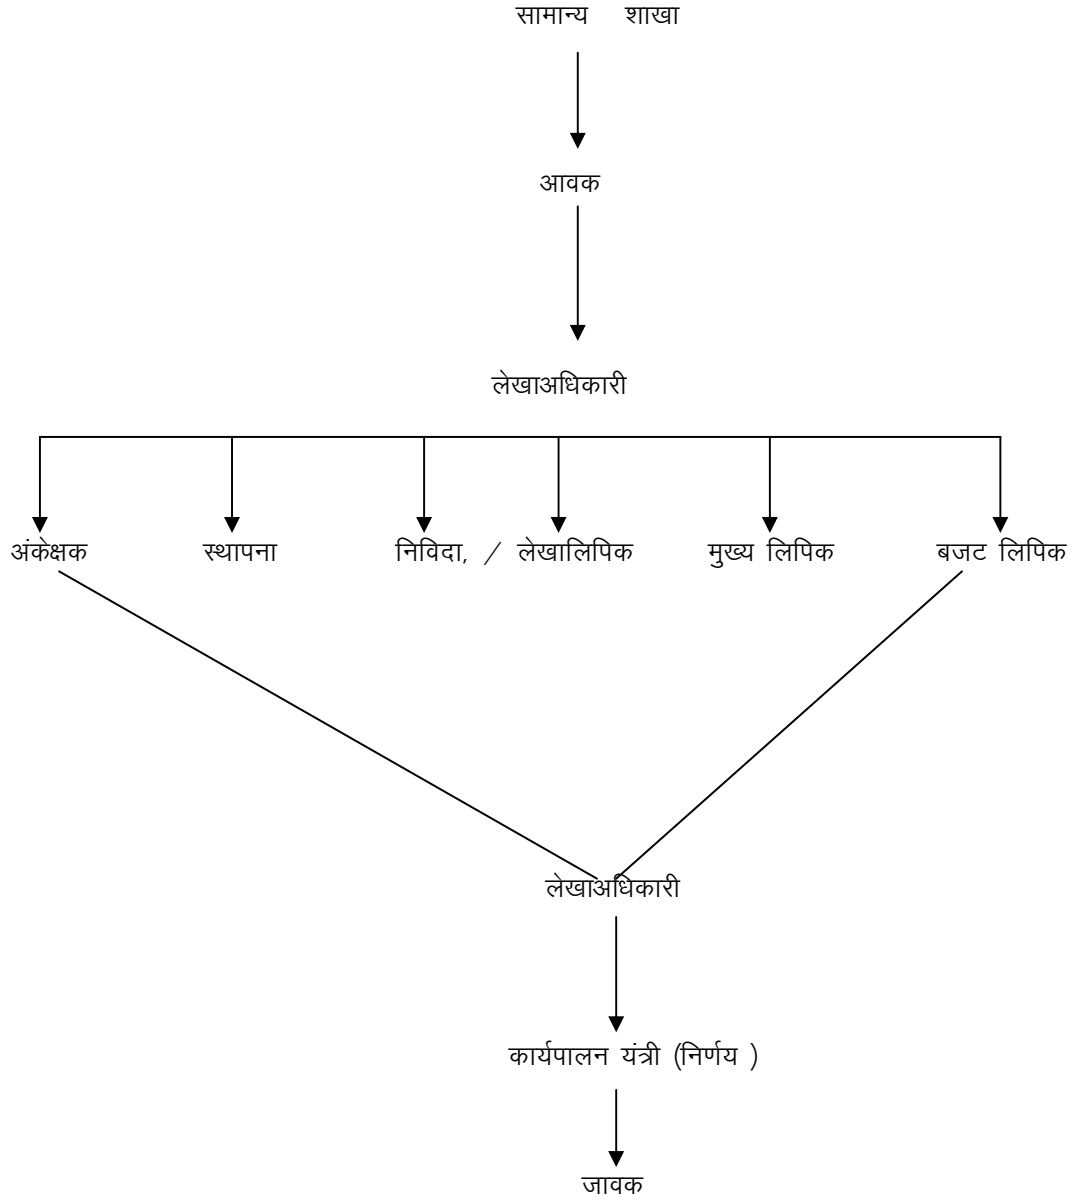 सामान्य शाखा
आवक
लेखाअधिकारी
अंकेक्षक स्थापना निविदा, / लेखालिपिक मुख्य लिपिक बजट लिपिक
लेखाअधिकारी
कार्यपालन यंत्री (निर्णय )
जावक